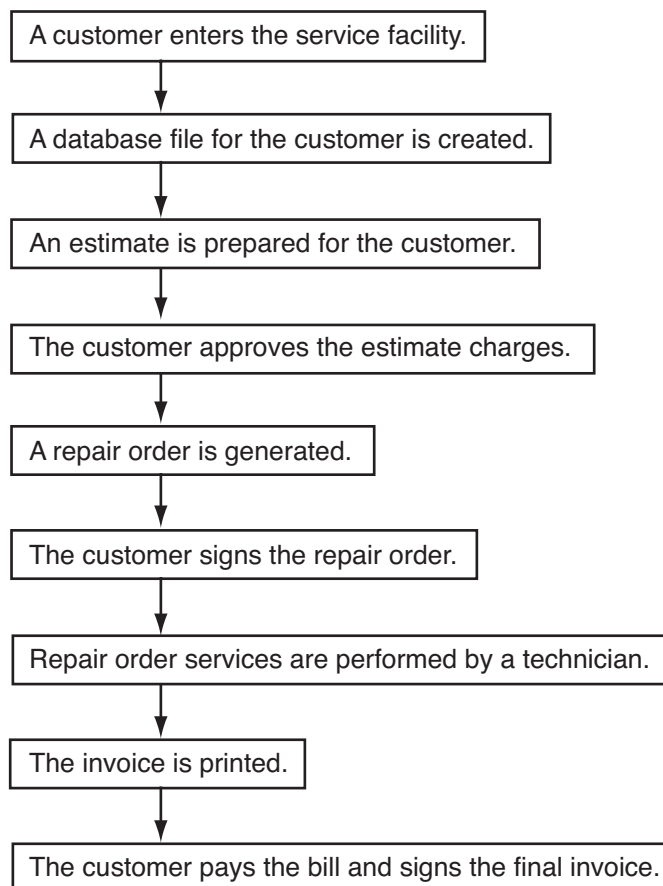 A customer enters the service facility.
A database file for the customer is created.
An estimate is prepared for the customer.
The customer approves the estimate charges.
A repair order is generated.
The customer signs the repair order.
Repair order services are performed by a technician.
The invoice is printed.
The customer pays the bill and signs the final invoice.